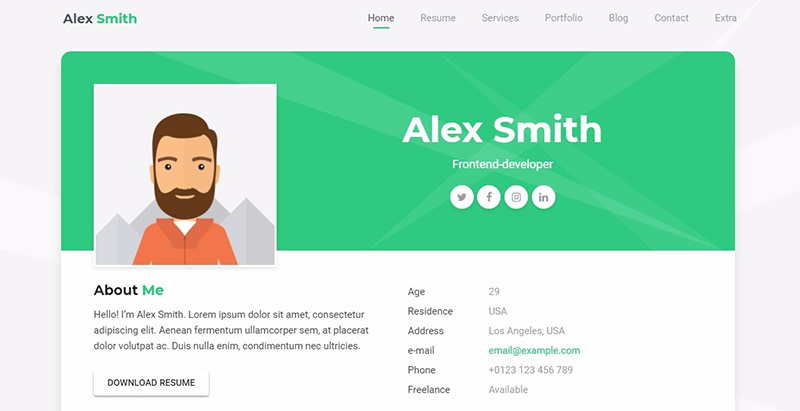 Alex Smith
Home Resume Services Portfolio Blog Contact Extra
Alex Smith
Frontend-developer
About Me
Hello! I'm Alex Smith. Lorem ipsum dolor sit amet, consectetur
adipiscing elit. Aenean fermentum ullamcorper sem, at placerat
dolor volutpat ac. Duis nulla enim, condimentum nec ultricies.
DOWNLOAD RESUME
Age 29
Residence USA
Address Los Angeles, USA
e-mail email@example.com
Phone +0123 123 456 789
Freelance Available